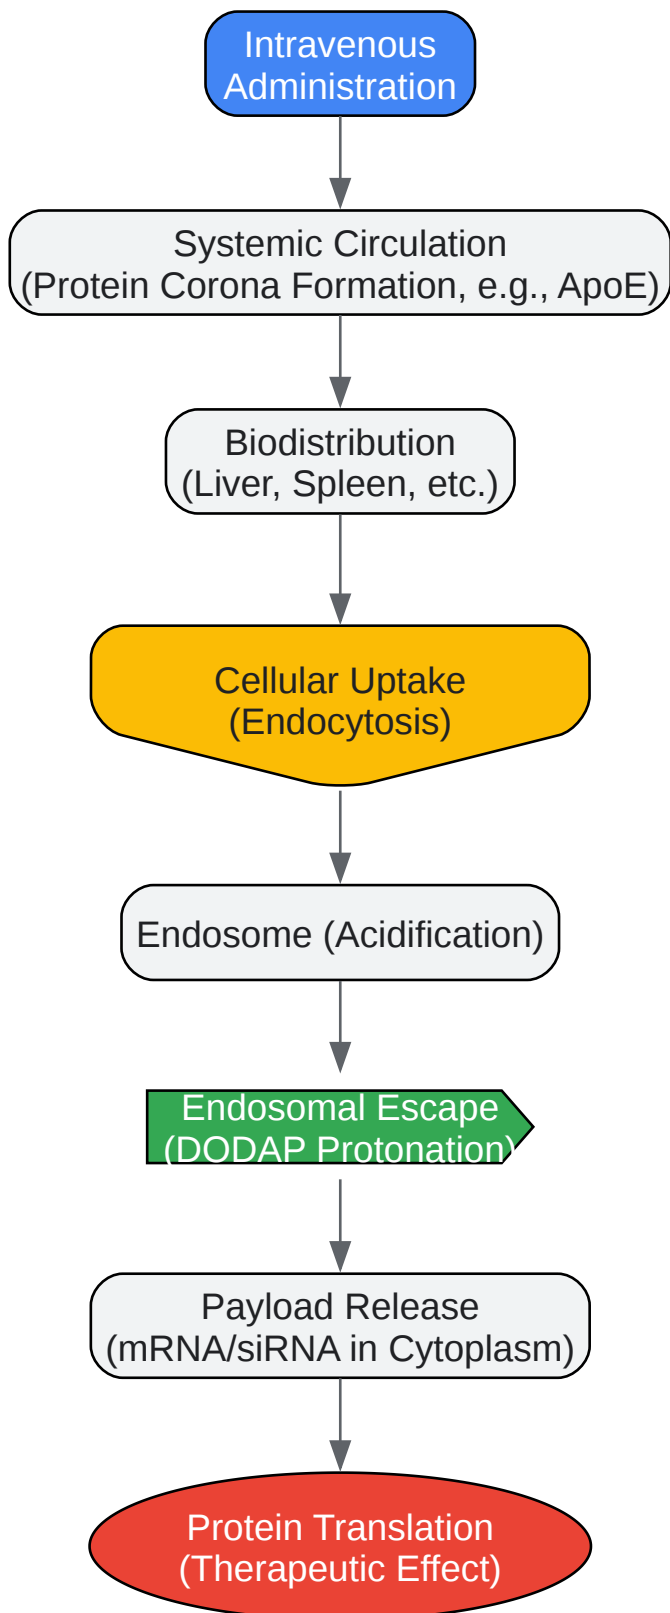 Intravenous
Administration
Systemic Circulation
(Protein Corona Formation, e.g., ApoE)
Biodistribution
(Liver, Spleen, etc.)
Cellular Uptake
(Endocytosis)
Endosome (Acidification)
Endosomal Escape
(DODAP Protonation)
Payload Release
(mRNA/siRNA in Cytoplasm)
Protein Translation
(Therapeutic Effect)